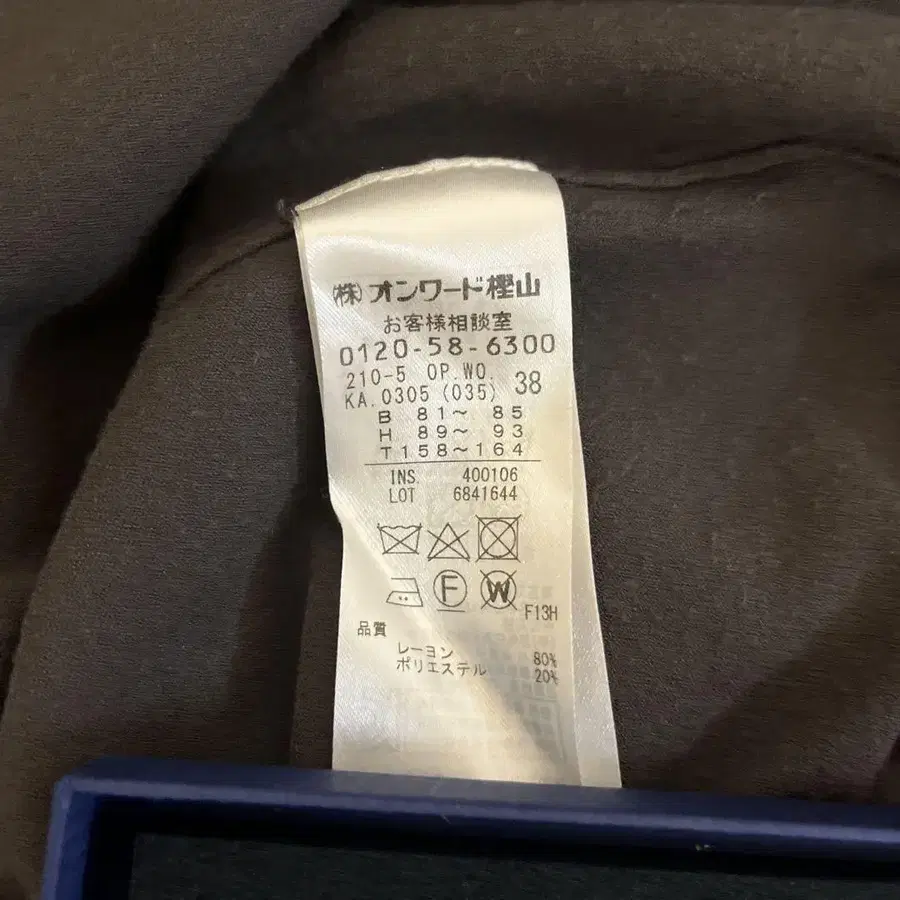 (株)オンワード樫山
お客様相談室
0120-58-6300
210-5 OP.WO.
KA.0305 (035) 38
B 81～ 85
H 89～ 93
T158～164
INS. 400106
LOT 6841644
F W
F13H
品質
レーヨン 80%
ポリエステル 20%